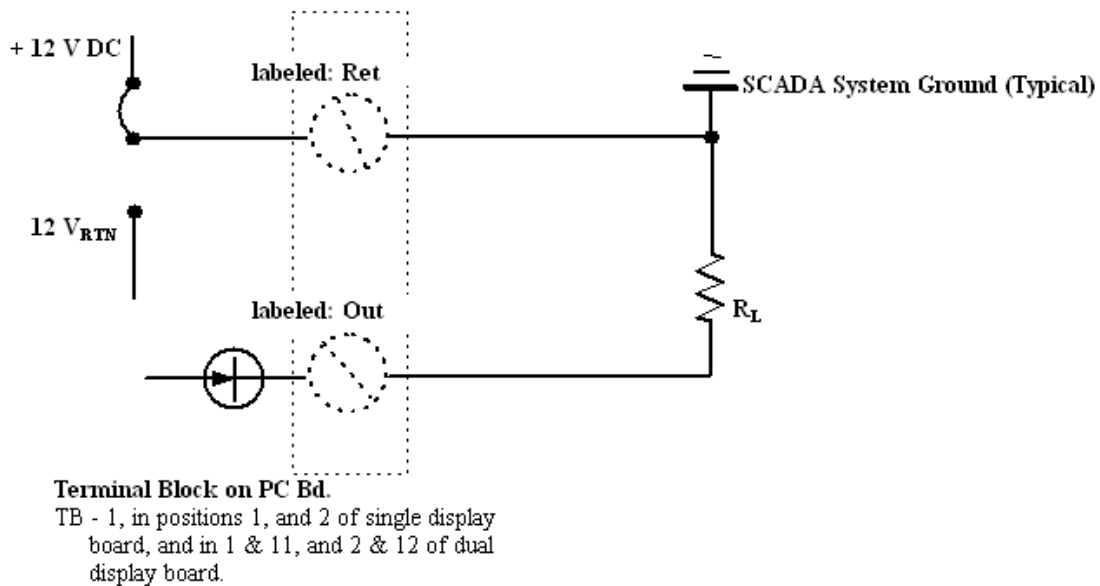 + 12 V DC
labeled: Ret
SCADA System Ground (Typical)
12 VRTN
labeled: Out
RL
Terminal Block on PC Bd.
TB - 1, in positions 1, and 2 of single display
board, and in 1 & 11, and 2 & 12 of dual
display board.